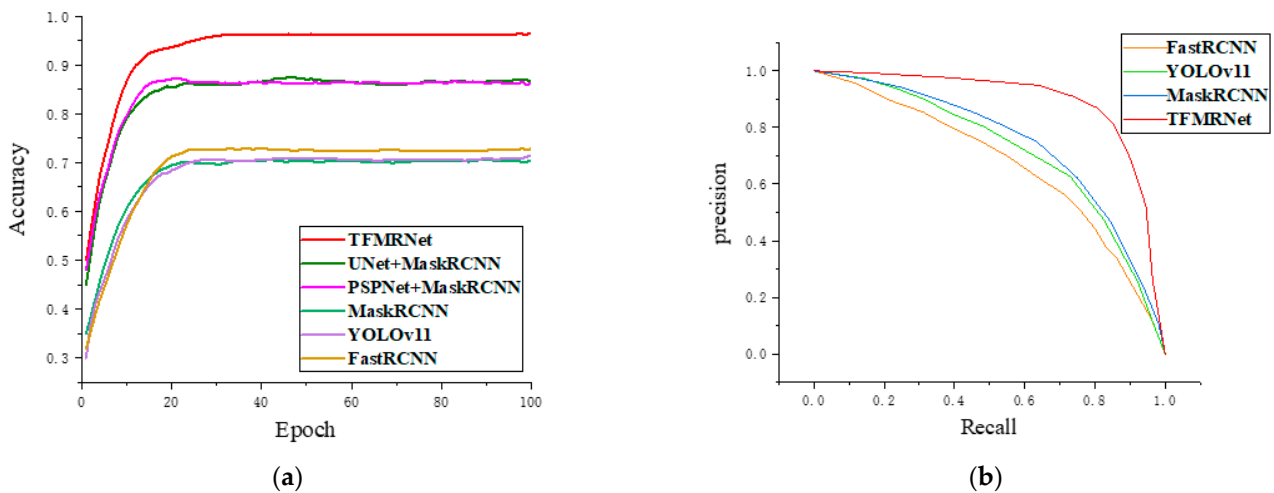 1.0
0.9
0.8
0.7
0.6
0.5
0.4
0.3
Accuracy
TFMRNet
UNet+MaskRCNN
PSPNet+MaskRCNN
MaskRCNN
YOLOv11
FastRCNN
0 20 40 60 80 100
Epoch
(a)
FastRCNN
YOLOv11
MaskRCNN
TFMRNet
1.0
0.8
0.6
0.4
0.2
0.0
precision
0.0 0.2 0.4 0.6 0.8 1.0
Recall
(b)